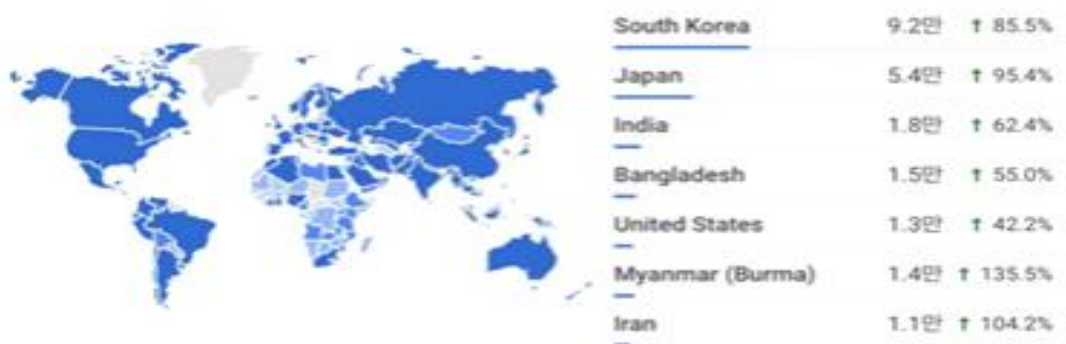 South Korea 9.2만 ↑ 85.5%
Japan 5.4만 ↑ 95.4%
India 1.8만 ↑ 62.4%
Bangladesh 1.5만 ↑ 55.0%
United States 1.3만 ↑ 42.2%
Myanmar (Burma) 1.4만 ↑ 135.5%
Iran 1.1만 ↑ 104.2%